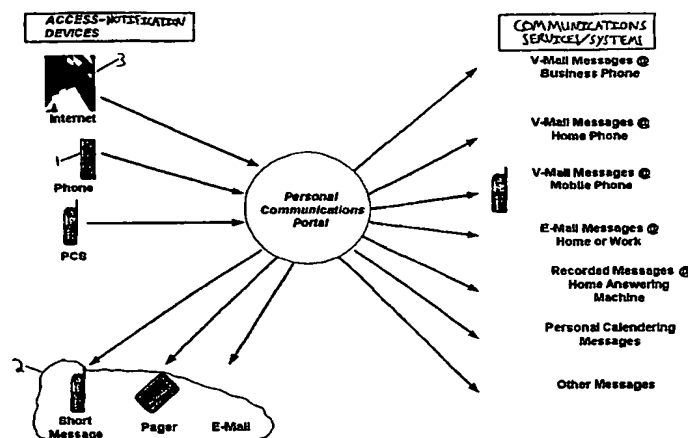 ACCESS-NOTIFICATION
DEVICES
3
Internet
1
Phone
PCS
Personal
Communications
Portal
2
Short
Message
Pager
E-Mail
COMMUNICATIONS
SERVICES/SYSTEMS
V-Mail Messages @
Business Phone
V-Mail Messages @
Home Phone
V-Mail Messages @
Mobile Phone
E-Mail Messages @
Home or Work
Recorded Messages @
Home Answering
Machine
Personal Calendering
Messages
Other Messages